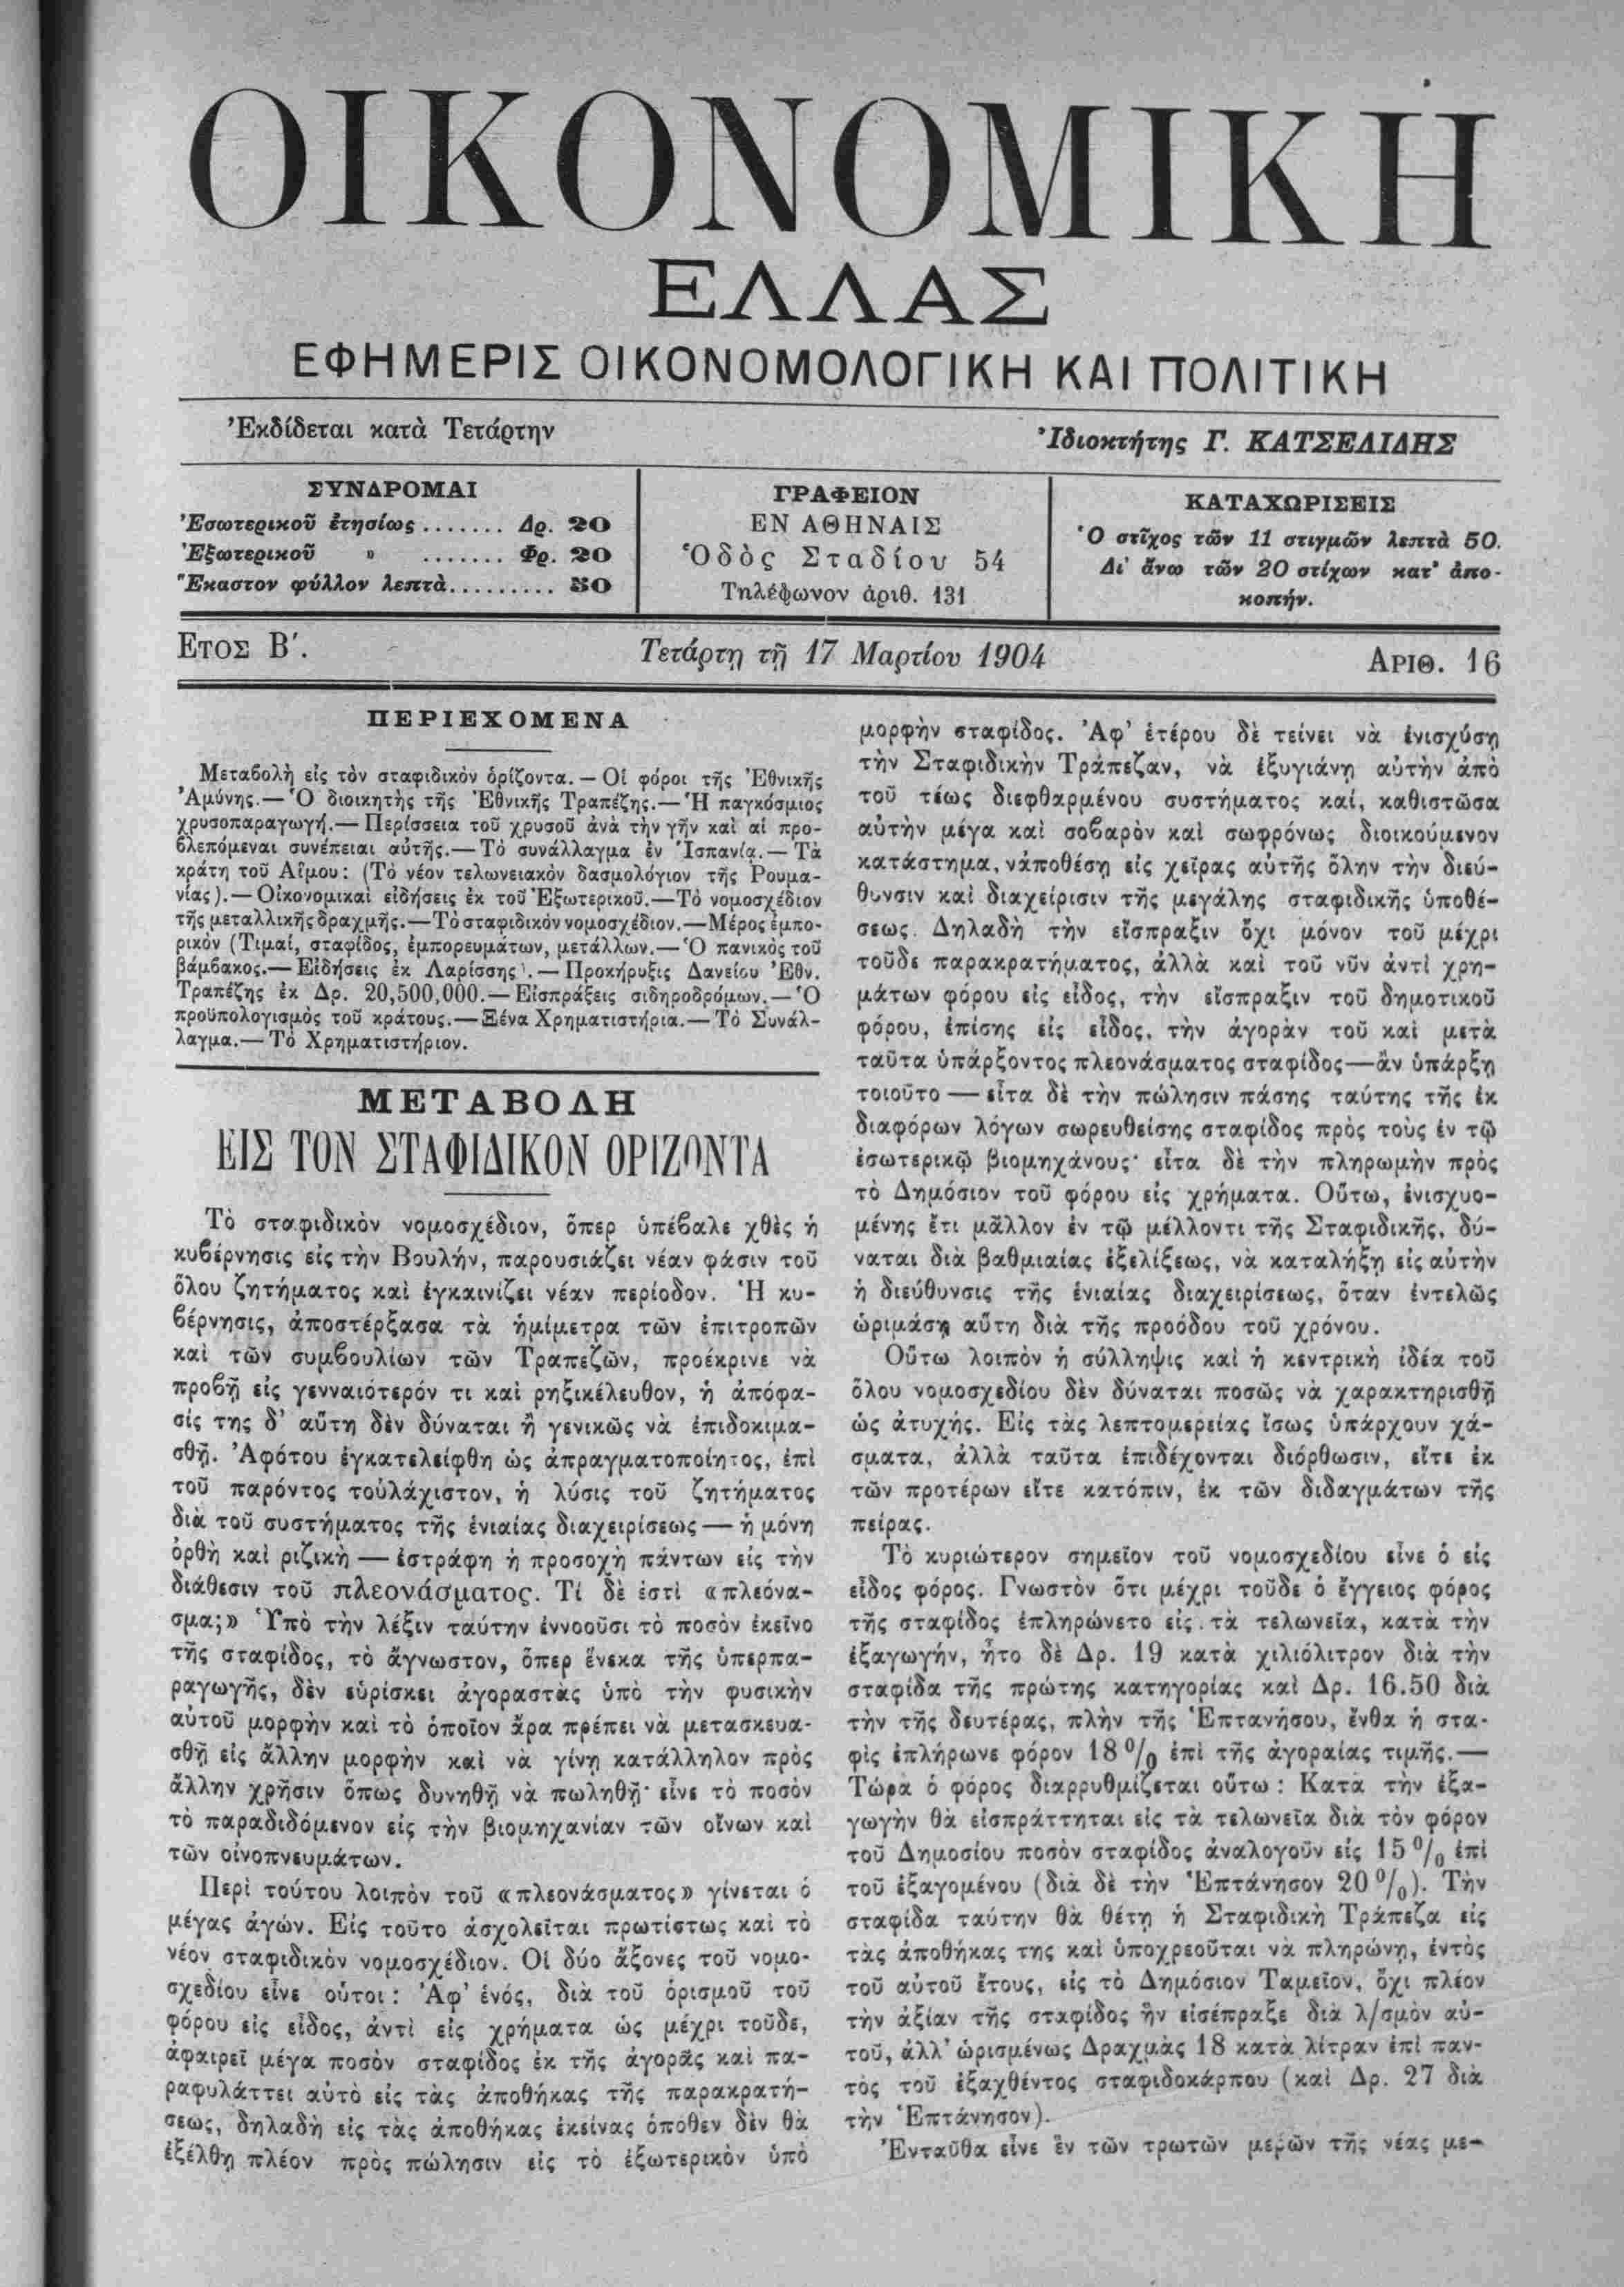 ΟΙΚΟΝΟΜΙΚΗ
ΕΛΛΑΣ
ΕΦΗΜΕΡΙΣ ΟΙΚΟΝΟΜΟΛΟΓΙΚΗ ΚΑΙ ΠΟΛΙΤΙΚΗ
Ἐκδίδεται κατὰ Τετάρτην
Ἰδιοκτήτης Γ. ΚΑΤΣΕΛΙΔΗΣ
ΣΥΝΔΡΟΜΑΙ
Ἐσωτερικοῦ ἐτησίως ....... Δρ. 20
Ἐξωτερικοῦ » ....... Φρ. 20
Ἕκαστον φύλλον λεπτὰ.......... 50
ΓΡΑΦΕΙΟΝ
ΕΝ ΑΘΗΝΑΙΣ
Ὁδὸς Σταδίου 54
Τηλέφωνον ἀριθ. 131
ΚΑΤΑΧΩΡΙΣΕΙΣ
Ὁ στῖχος τῶν 11 στιγμῶν λεπτὰ 50.
Δι' ἄνω τῶν 20 στίχων κατ' ἀπο-
κοπήν.
ΕΤΟΣ Β'.
Τετάρτῃ τῇ 17 Μαρτίου 1904
ΑΡΙΘ. 16
ΠΕΡΙΕΧΟΜΕΝΑ
Μεταβολὴ εἰς τὸν σταφιδικὸν ὁρίζοντα. — Οἱ φόροι τῆς Ἐθνικῆς
Ἀμύνης.— Ὁ διοικητὴς τῆς Ἐθνικῆς Τραπέζης.— Ἡ παγκόσμιος
χρυσοπαραγωγή.— Περίσσεια τοῦ χρυσοῦ ἀνὰ τὴν γῆν καὶ αἱ προ-
βλεπόμεναι συνέπειαι αὐτῆς.— Τὸ συνάλλαγμα ἐν Ἱσπανίᾳ.— Τὰ
κράτη τοῦ Αἵμου: (Τὸ νέον τελωνειακὸν δασμολόγιον τῆς Ρουμα-
νίας).— Οἰκονομικαὶ εἰδήσεις ἐκ τοῦ Ἐξωτερικοῦ.—Τὸ νομοσχέδιον
τῆς μεταλλικῆς δραχμῆς.— Τὸ σταφιδικὸν νομοσχέδιον.—Μέρος ἐμπο-
ρικὸν (Τιμαί, σταφίδος, ἐμπορευμάτων, μετάλλων.— Ὁ πανικὸς τοῦ
βάμβακος.— Εἰδήσεις ἐκ Λαρίσσης).— Προκήρυξις Δανείου Ἐθν.
Τραπέζης ἐκ Δρ. 20,500,000.— Εἰσπράξεις σιδηροδρόμων.— Ὁ
προϋπολογισμὸς τοῦ κράτους.— Ξένα Χρηματιστήρια.— Τὸ Συνάλ-
λαγμα.— Τὸ Χρηματιστήριον.
ΜΕΤΑΒΟΛΗ
ΕΙΣ ΤΟΝ ΣΤΑΦΙΔΙΚΟΝ ΟΡΙΖΟΝΤΑ
Τὸ σταφιδικὸν νομοσχέδιον, ὅπερ ὑπέβαλε χθὲς ἡ
κυβέρνησις εἰς τὴν Βουλήν, παρουσιάζει νέαν φάσιν τοῦ
ὅλου ζητήματος καὶ ἐγκαινίζει νέαν περίοδον. Ἡ κυ-
βέρνησις, ἀποστέρξασα τὰ ἡμίμετρα τῶν ἐπιτροπῶν
καὶ τῶν συμβουλίων τῶν Τραπεζῶν, προέκρινε νὰ
προβῇ εἰς γενναιότερόν τι καὶ ρηξικέλευθον, ἡ ἀπόφα-
σίς της δ' αὕτη δὲν δύναται ἢ γενικῶς νὰ ἐπιδοκιμα-
σθῇ. Ἀφότου ἐγκατελείφθη ὡς ἀπραγματοποίητος, ἐπὶ
τοῦ παρόντος τοὐλάχιστον, ἡ λύσις τοῦ ζητήματος
διὰ τοῦ συστήματος τῆς ἑνιαίας διαχειρίσεως — ἡ μόνη
ὀρθὴ καὶ ριζικὴ — ἐστράφη ἡ προσοχὴ πάντων εἰς τὴν
διάθεσιν τοῦ πλεονάσματος. Τί δὲ ἐστὶ «πλεόνα-
σμα;» Ὑπὸ τὴν λέξιν ταύτην ἐννοοῦσι τὸ ποσὸν ἐκεῖνο
τῆς σταφίδος, τὸ ἄγνωστον, ὅπερ ἕνεκα τῆς ὑπερπα-
ραγωγῆς, δὲν εὑρίσκει ἀγοραστὰς ὑπὸ τὴν φυσικὴν
αὐτοῦ μορφὴν καὶ τὸ ὁποῖον ἄρα πρέπει νὰ μετασκευα-
σθῇ εἰς ἄλλην μορφὴν καὶ νὰ γίνῃ κατάλληλον πρὸς
ἄλλην χρῆσιν ὅπως δυνηθῇ νὰ πωληθῇ· εἶνε τὸ ποσὸν
τὸ παραδιδόμενον εἰς τὴν βιομηχανίαν τῶν οἴνων καὶ
τῶν οἰνοπνευμάτων.
Περὶ τούτου λοιπὸν τοῦ «πλεονάσματος» γίνεται ὁ
μέγας ἀγών. Εἰς τοῦτο ἀσχολεῖται πρωτίστως καὶ τὸ
νέον σταφιδικὸν νομοσχέδιον. Οἱ δύο ἄξονες τοῦ νομο-
σχεδίου εἶνε οὗτοι: Ἀφ' ἑνός, διὰ τοῦ ὁρισμοῦ τοῦ
φόρου εἰς εἶδος, ἀντὶ εἰς χρήματα ὡς μέχρι τοῦδε,
ἀφαιρεῖ μέγα ποσὸν σταφίδος ἐκ τῆς ἀγορᾶς καὶ πα-
ραφυλάττει αὐτὸ εἰς τὰς ἀποθήκας τῆς παρακρατή-
σεως, δηλαδὴ εἰς τὰς ἀποθήκας ἐκείνας ὁπόθεν δὲν θὰ
ἐξέλθῃ πλέον πρὸς πώλησιν εἰς τὸ ἐξωτερικὸν ὑπὸ
μορφὴν σταφίδος. Ἀφ' ἑτέρου δὲ τείνει νὰ ἐνισχύσῃ
τὴν Σταφιδικὴν Τράπεζαν, νὰ ἐξυγιάνῃ αὐτὴν ἀπὸ
τοῦ τέως διεφθαρμένου συστήματος καί, καθιστῶσα
αὐτὴν μέγα καὶ σοβαρὸν καὶ σωφρόνως διοικούμενον
κατάστημα, νἀποθέσῃ εἰς χεῖρας αὐτῆς ὅλην τὴν διεύ-
θυνσιν καὶ διαχείρισιν τῆς μεγάλης σταφιδικῆς ὑποθέ-
σεως. Δηλαδὴ τὴν εἴσπραξιν ὄχι μόνον τοῦ μέχρι
τοῦδε παρακρατήματος, ἀλλὰ καὶ τοῦ νῦν ἀντὶ χρη-
μάτων φόρου εἰς εἶδος, τὴν εἴσπραξιν τοῦ δημοτικοῦ
φόρου, ἐπίσης εἰς εἶδος, τὴν ἀγορὰν τοῦ καὶ μετὰ
ταῦτα ὑπάρξοντος πλεονάσματος σταφίδος—ἂν ὑπάρξῃ
τοιοῦτο — εἶτα δὲ τὴν πώλησιν πάσης ταύτης τῆς ἐκ
διαφόρων λόγων σωρευθείσης σταφίδος πρὸς τοὺς ἐν τῷ
ἐσωτερικῷ βιομηχάνους· εἶτα δὲ τὴν πληρωμὴν πρὸς
τὸ Δημόσιον τοῦ φόρου εἰς χρήματα. Οὕτω, ἐνισχυο-
μένης ἔτι μᾶλλον ἐν τῷ μέλλοντι τῆς Σταφιδικῆς, δύ-
ναται διὰ βαθμιαίας ἐξελίξεως, νὰ καταλήξῃ εἰς αὐτὴν
ἡ διεύθυνσις τῆς ἑνιαίας διαχειρίσεως, ὅταν ἐντελῶς
ὡριμάσῃ αὕτη διὰ τῆς προόδου τοῦ χρόνου.
Οὕτω λοιπὸν ἡ σύλληψις καὶ ἡ κεντρικὴ ἰδέα τοῦ
ὅλου νομοσχεδίου δὲν δύναται ποσῶς νὰ χαρακτηρισθῇ
ὡς ἀτυχής. Εἰς τὰς λεπτομερείας ἴσως ὑπάρχουν χά-
σματα, ἀλλὰ ταῦτα ἐπιδέχονται διόρθωσιν, εἴτε ἐκ
τῶν προτέρων εἴτε κατόπιν, ἐκ τῶν διδαγμάτων τῆς
πείρας.
Τὸ κυριώτερον σημεῖον τοῦ νομοσχεδίου εἶνε ὁ εἰς
εἶδος φόρος. Γνωστὸν ὅτι μέχρι τοῦδε ὁ ἔγγειος φόρος
τῆς σταφίδος ἐπληρώνετο εἰς τὰ τελωνεῖα, κατὰ τὴν
ἐξαγωγήν, ἦτο δὲ Δρ. 19 κατὰ χιλιόλιτρον διὰ τὴν
σταφίδα τῆς πρώτης κατηγορίας καὶ Δρ. 16.50 διὰ
τὴν τῆς δευτέρας, πλὴν τῆς Ἑπτανήσου, ἔνθα ἡ στα-
φὶς ἐπλήρωνε φόρον 18 % ἐπὶ τῆς ἀγοραίας τιμῆς.—
Τώρα ὁ φόρος διαρρυθμίζεται οὕτω: Κατὰ τὴν ἐξα-
γωγὴν θὰ εἰσπράττηται εἰς τὰ τελωνεῖα διὰ τὸν φόρον
τοῦ Δημοσίου ποσὸν σταφίδος ἀναλογοῦν εἰς 15 % ἐπὶ
τοῦ ἐξαγομένου (διὰ δὲ τὴν Ἑπτάνησον 20 %). Τὴν
σταφίδα ταύτην θὰ θέτῃ ἡ Σταφιδικὴ Τράπεζα εἰς
τὰς ἀποθήκας της καὶ ὑποχρεοῦται νὰ πληρώνῃ, ἐντὸς
τοῦ αὐτοῦ ἔτους, εἰς τὸ Δημόσιον Ταμεῖον, ὄχι πλέον
τὴν ἀξίαν τῆς σταφίδος ἣν εἰσέπραξε διὰ λ/σμὸν αὐ-
τοῦ, ἀλλ' ὡρισμένως Δραχμὰς 18 κατὰ λίτραν ἐπὶ παν-
τὸς τοῦ ἐξαχθέντος σταφιδοκάρπου (καὶ Δρ. 27 διὰ
τὴν Ἑπτάνησον).
Ἐνταῦθα εἶνε ἓν τῶν τρωτῶν μερῶν τῆς νέας με-